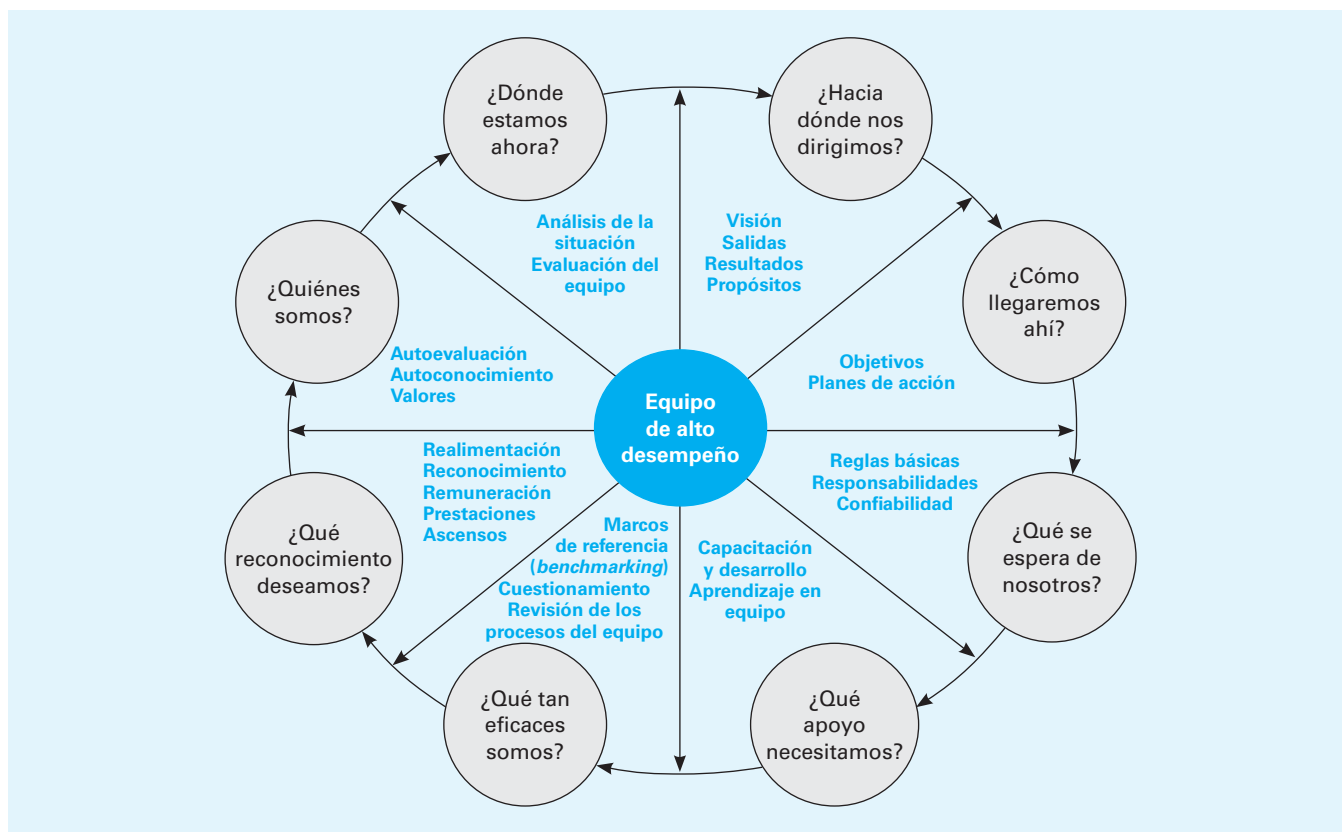 ¿Dónde
estamos
ahora?
¿Hacia
dónde nos
dirigimos?
¿Quiénes
somos?
Análisis de la
situación
Evaluación del
equipo
Visión
Salidas
Resultados
Propósitos
¿Cómo
llegaremos
ahí?
Autoevaluación
Autoconocimiento
Valores
Objetivos
Planes de acción
Equipo
de alto
desempeño
Realimentación
Reconocimiento
Remuneración
Prestaciones
Ascensos
Reglas básicas
Responsabilidades
Confiabilidad
¿Qué
reconocimiento
deseamos?
Marcos
de referencia
(benchmarking)
Cuestionamiento
Revisión de los
procesos del equipo
Capacitación
y desarrollo
Aprendizaje en
equipo
¿Qué se
espera de
nosotros?
¿Qué tan
eficaces
somos?
¿Qué
apoyo
necesitamos?